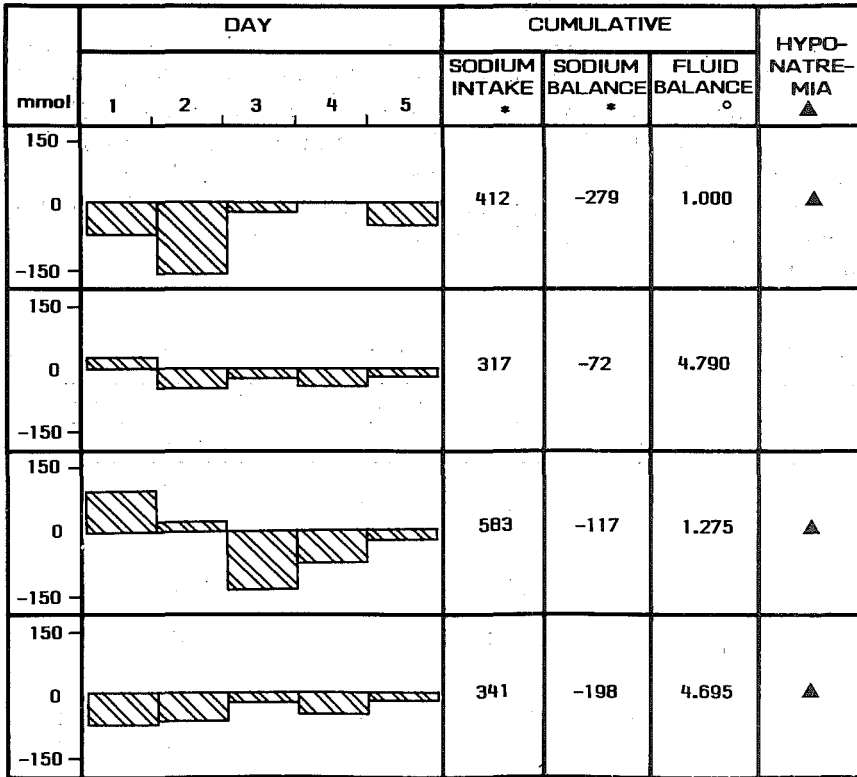 DAY
CUMULATIVE
HYPO-
NATRE-
MIA
▲
SODIUM
INTAKE
*
SODIUM
BALANCE
*
FLUID
BALANCE
°
mmol 1 2 3 4 5
150
0
-150
412 -279 1.000 ▲
150
0
-150
317 -72 4.790
150
0
-150
583 -117 1.275 ▲
150
0
-150
341 -198 4.695 ▲